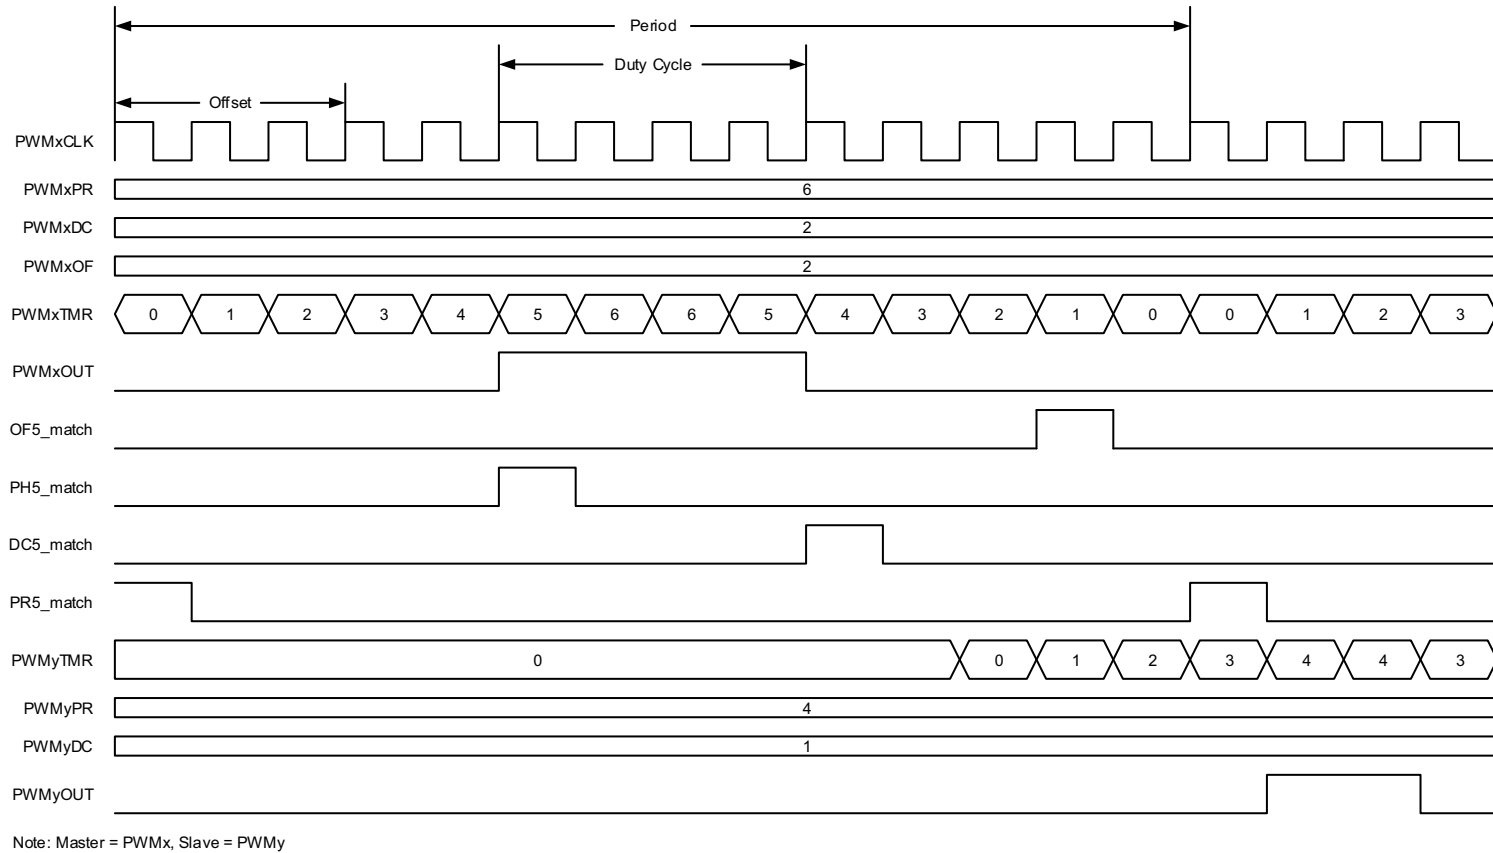 Period
Duty Cycle
Offset
PWMxCLK
PWMxPR 6
PWMxDC 2
PWMxOF 2
PWMxTMR 0 1 2 3 4 5 6 6 5 4 3 2 1 0 0 1 2 3
PWMxOUT
OF5_match
PH5_match
DC5_match
PR5_match
PWMyTMR 0 0 1 2 3 4 4 3
PWMyPR 4
PWMyDC 1
PWMyOUT
Note: Master = PWMx, Slave = PWMy